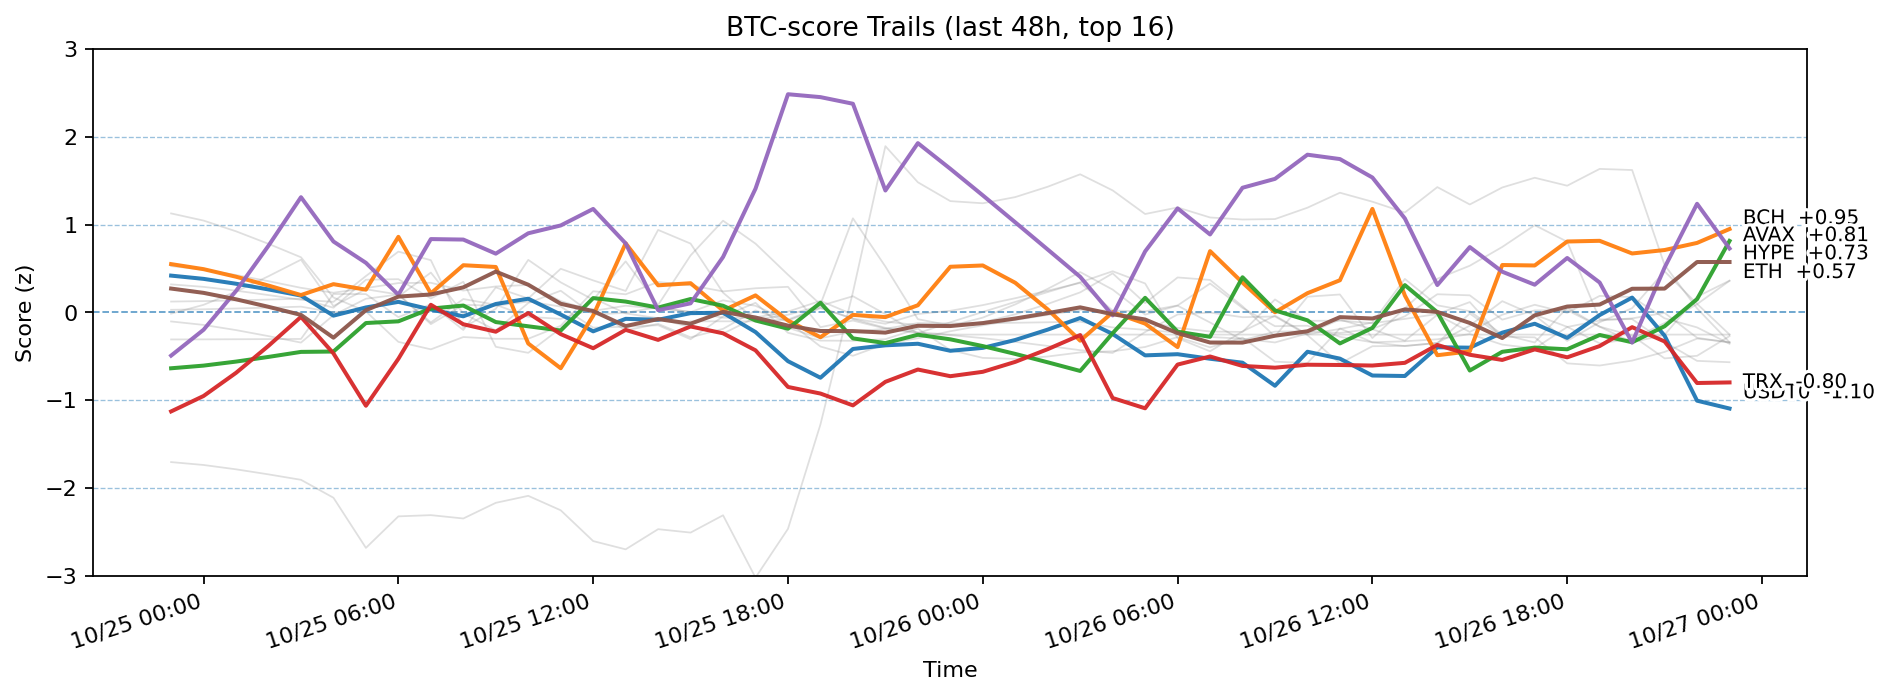 BTC-score Trails (last 48h, top 16)
Score (z)
3
2
1
0
−1
−2
−3
BCH +0.95
AVAX +0.81
HYPE +0.73
ETH +0.57
TRX -0.80
USDT0 -1.10
10/25 00:00
10/25 06:00
10/25 12:00
10/25 18:00
10/26 00:00
10/26 06:00
10/26 12:00
10/26 18:00
10/27 00:00
Time